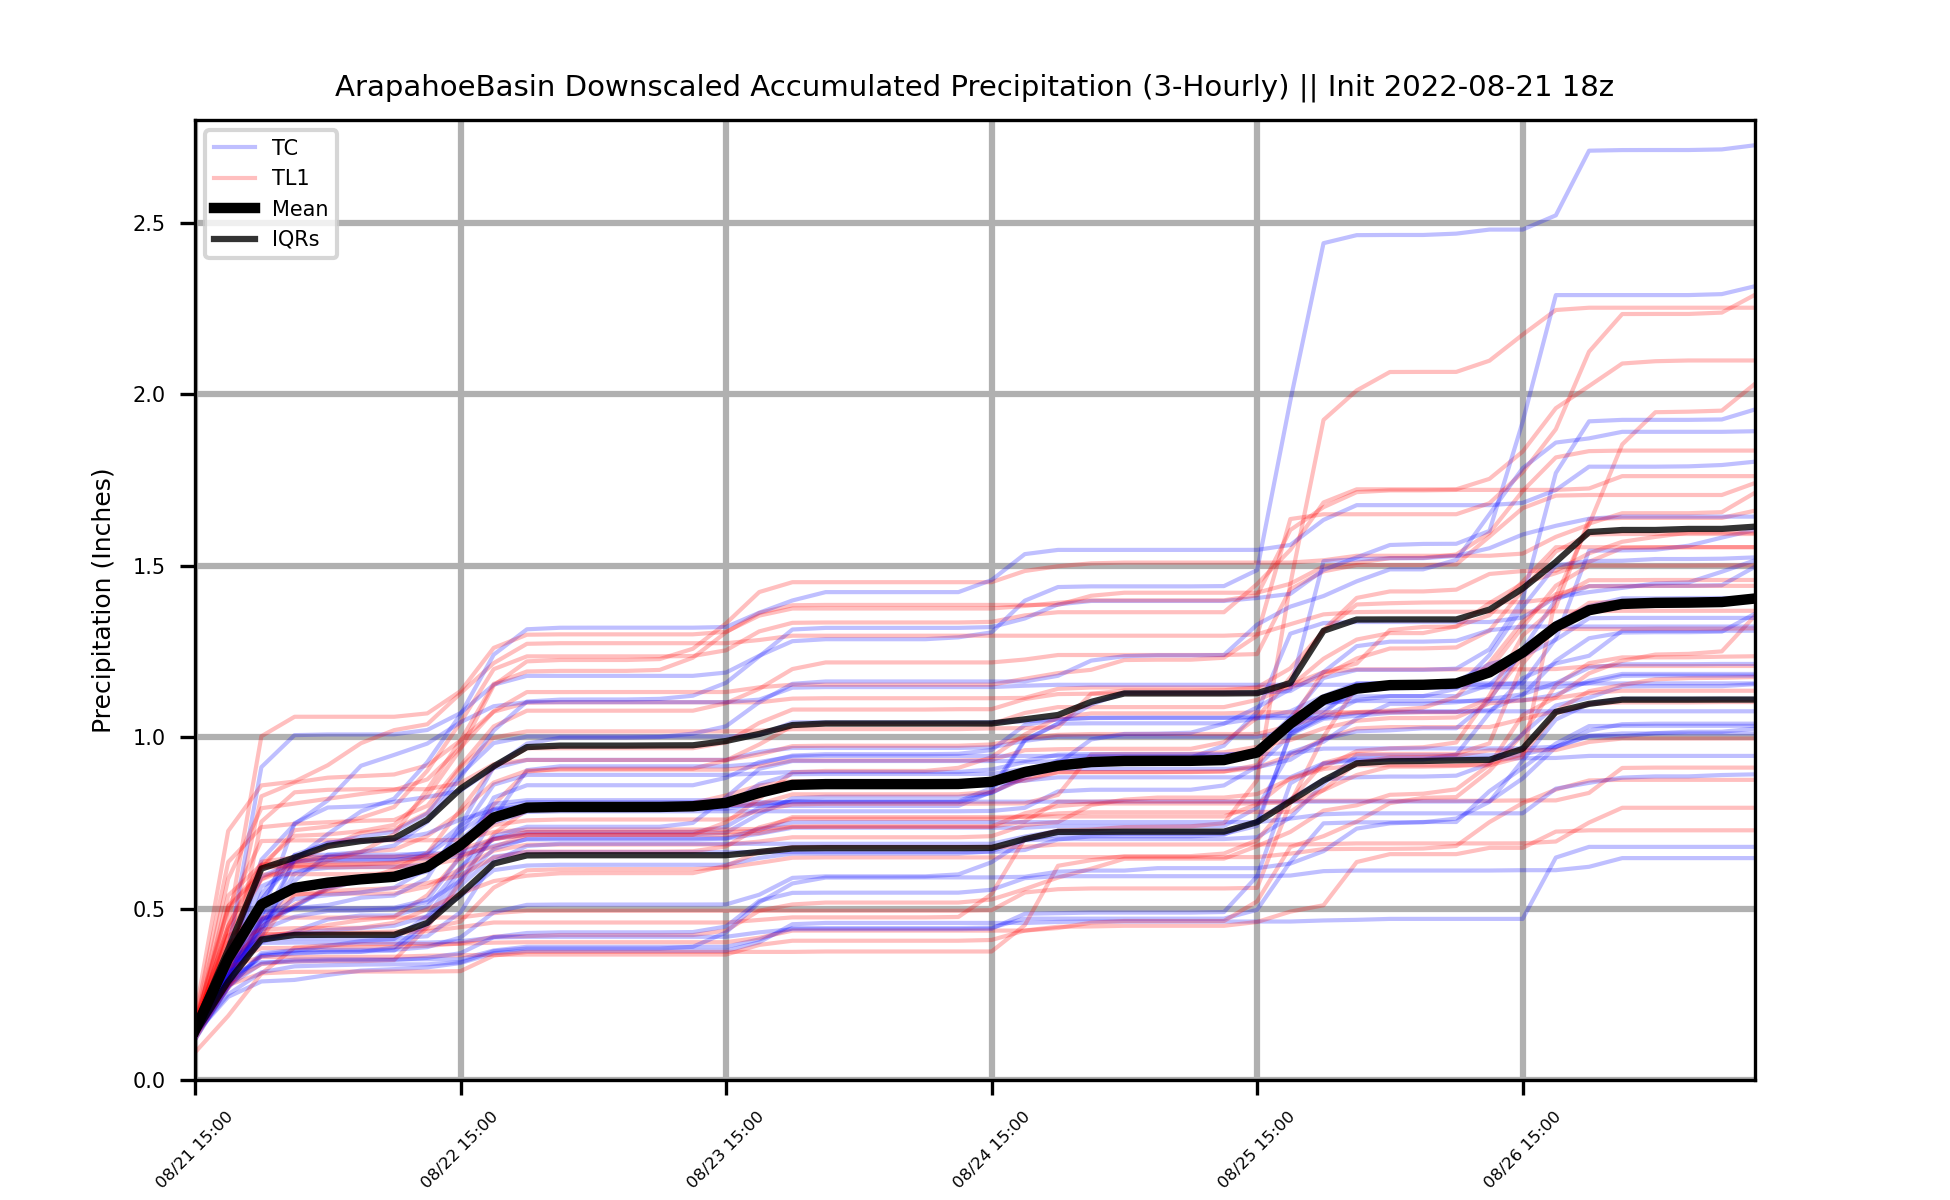 ArapahoeBasin Downscaled Accumulated Precipitation (3-Hourly) || Init 2022-08-21 18z
TC
TL1
Mean
IQRs
Precipitation (Inches)
2.5
2.0
1.5
1.0
0.5
0.0
08/21 15:00
08/22 15:00
08/23 15:00
08/24 15:00
08/25 15:00
08/26 15:00